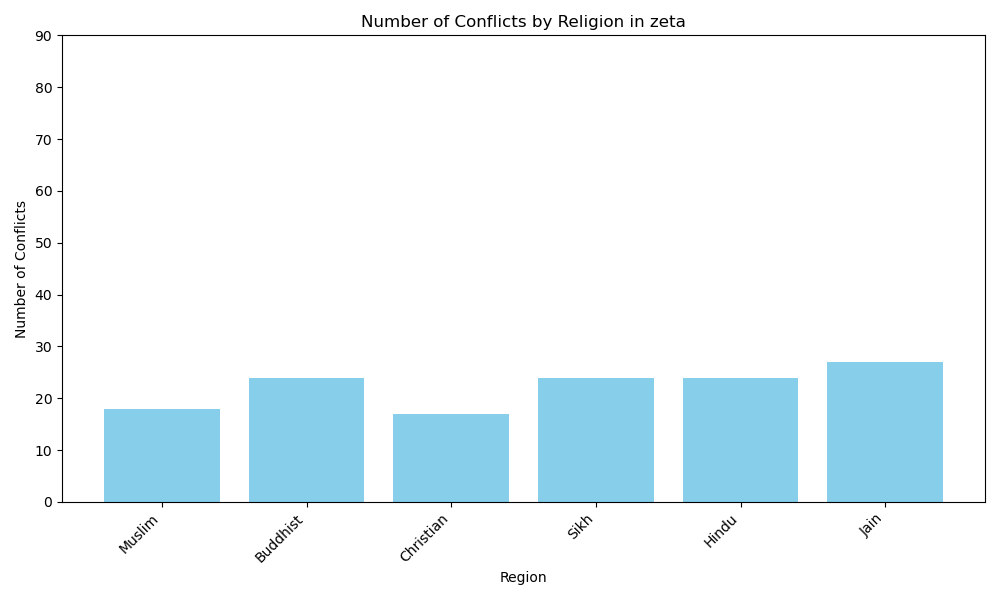 Number of Conflicts by Religion in zeta
Number of Conflicts
90
80
70
60
50
40
30
20
10
0
Muslim
Buddhist
Christian
Sikh
Hindu
Jain
Region